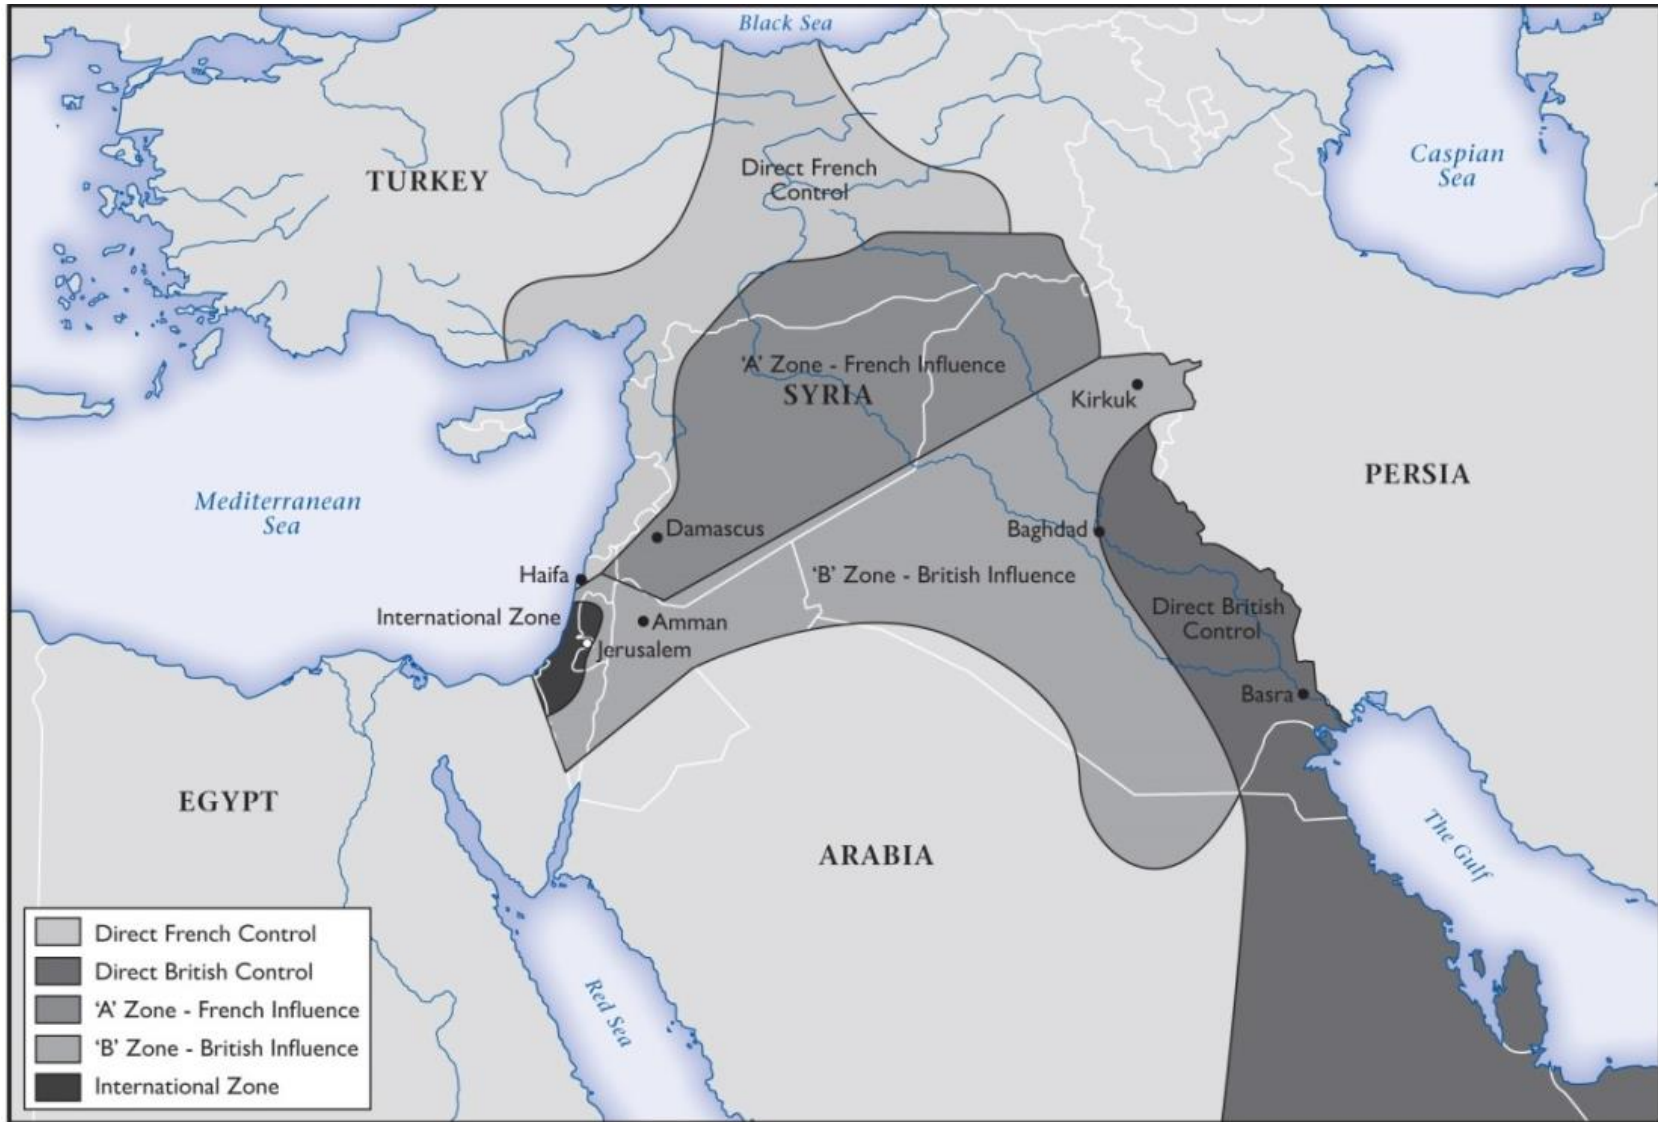 Black Sea
Caspian
Sea
TURKEY
Direct French
Control
'A' Zone - French Influence
SYRIA
Kirkuk
PERSIA
Mediterranean
Sea
Damascus
Baghdad
Haifa
'B' Zone - British Influence
International Zone
Amman
Jerusalem
Direct British
Control
Basra
EGYPT
ARABIA
The Gulf
Red Sea
Direct French Control
Direct British Control
'A' Zone - French Influence
'B' Zone - British Influence
International Zone